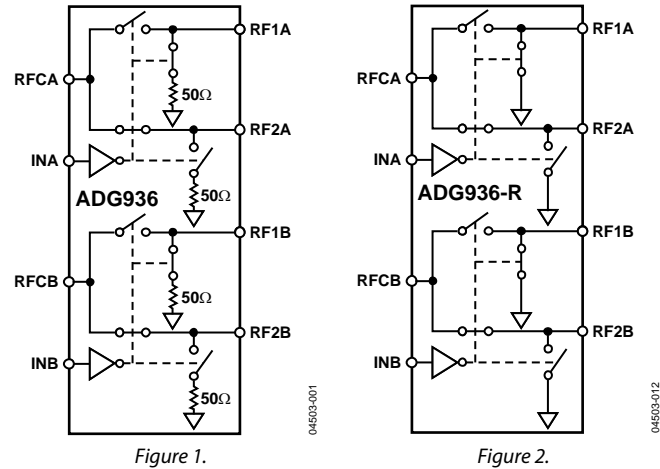 RF1A
RFCA
50Ω
RF2A
INA
50Ω
ADG936
RF1B
RFCB
50Ω
RF2B
INB
50Ω
04503-001
Figure 1.
RF1A
RFCA
RF2A
INA
ADG936-R
RF1B
RFCB
RF2B
INB
04503-012
Figure 2.